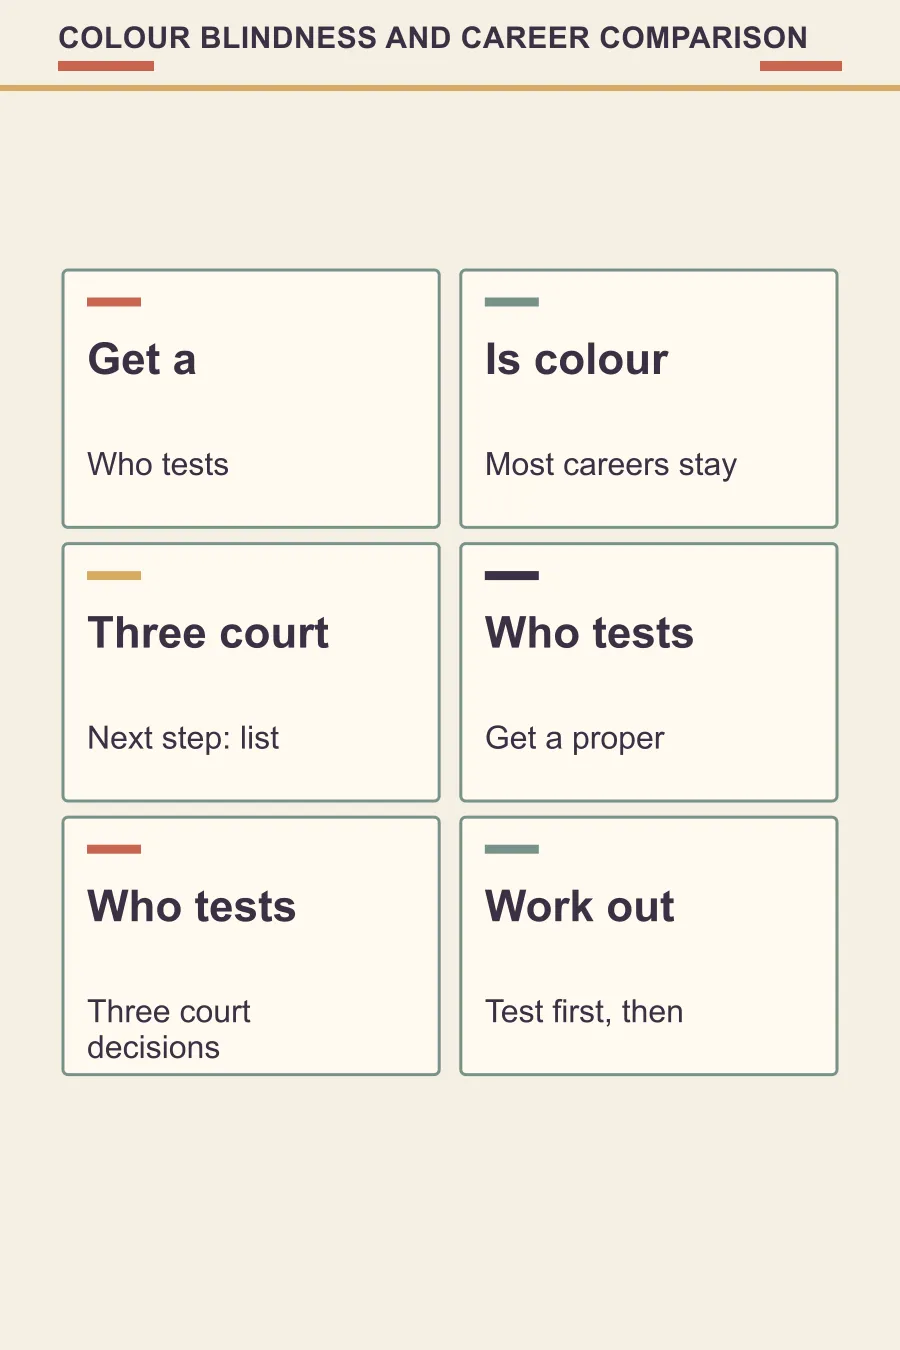 COLOUR BLINDNESS AND CAREER COMPARISON
Get a
Who tests
Is colour
Most careers stay
Three court
Next step: list
Who tests
Get a proper
Who tests
Three court
decisions
Work out
Test first, then